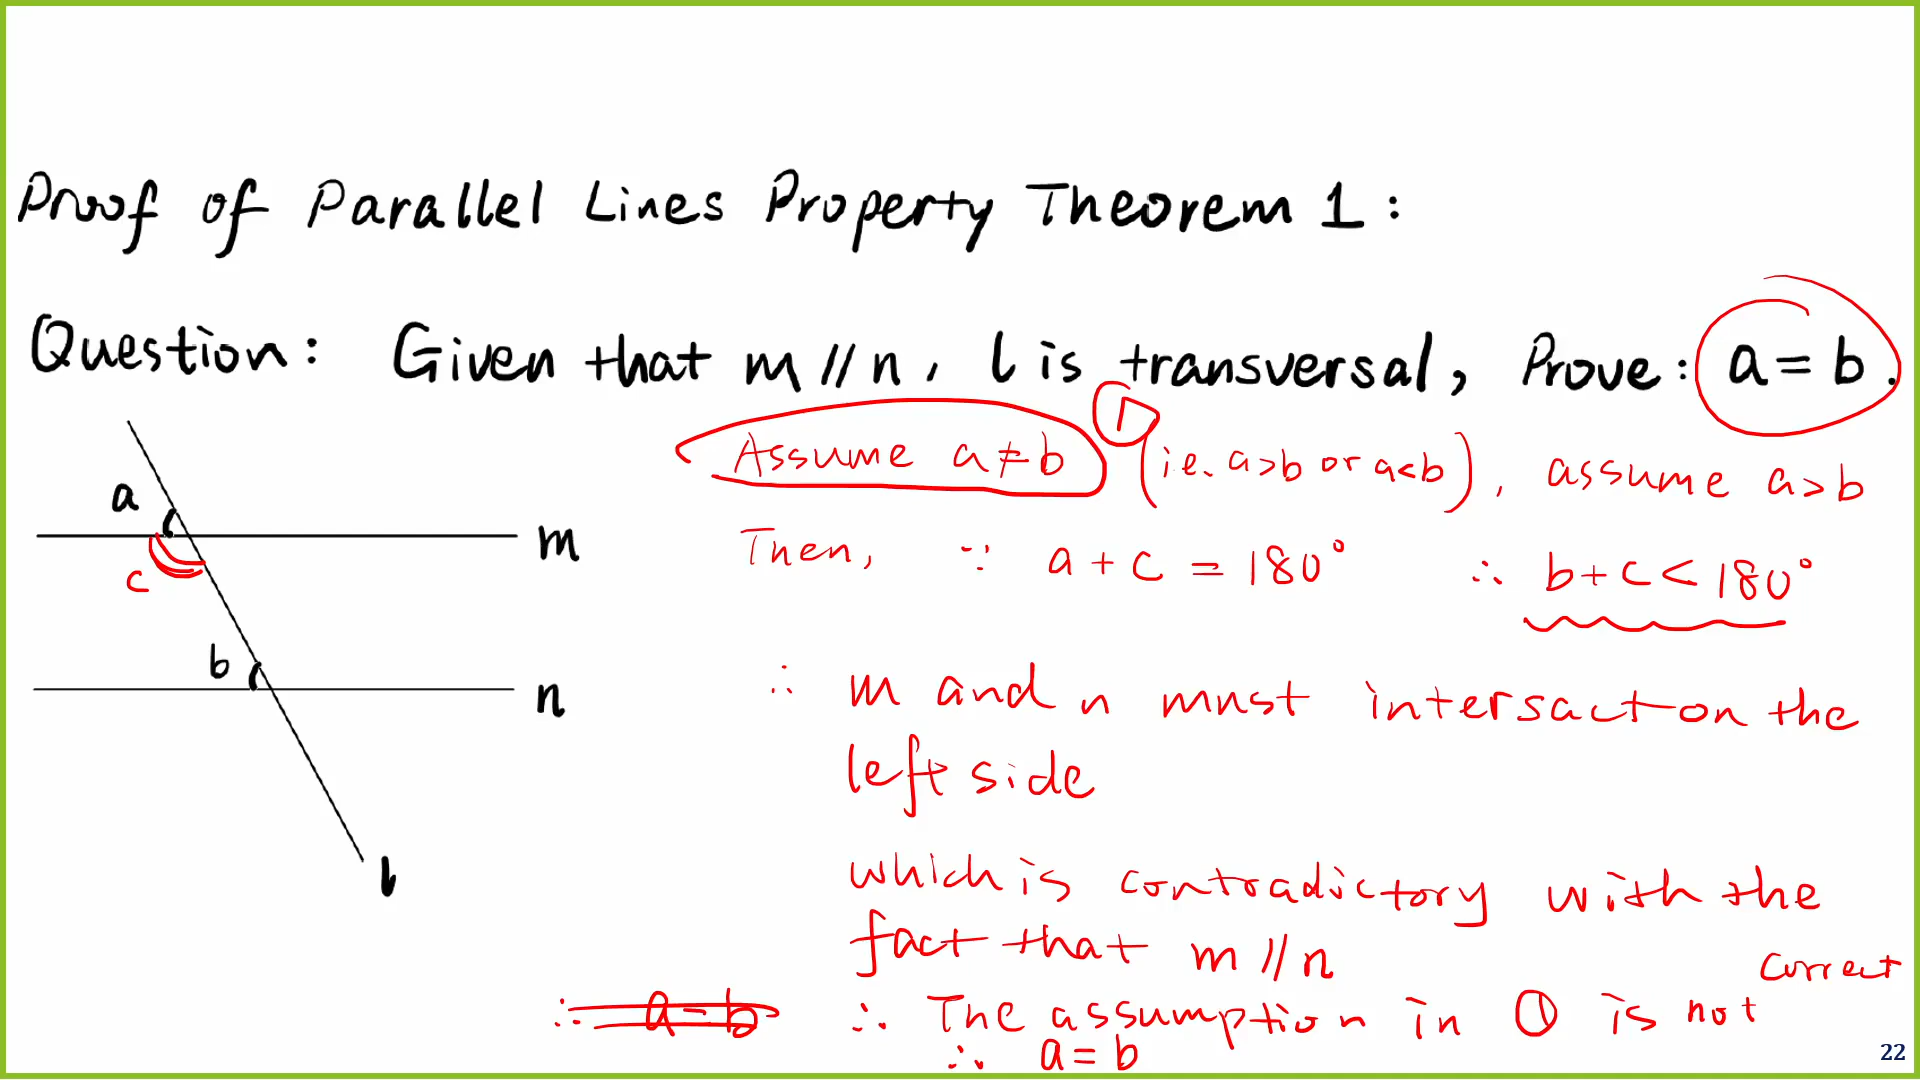 Proof of Parallel Lines Property Theorem 1:
Question: Given that m // n, l is transversal, Prove: a = b.
Assume a ≠ b ① (i.e. a>b or a<b), assume a>b
Then, ∵ a + c = 180° ∴ b + c < 180°
∴ m and n must intersact on the
left side
which is contradictory with the
fact that m // n
∴ a = b ∴ The assumption in ① is not correct
∴ a = b
a
m
c
b
n
l
22